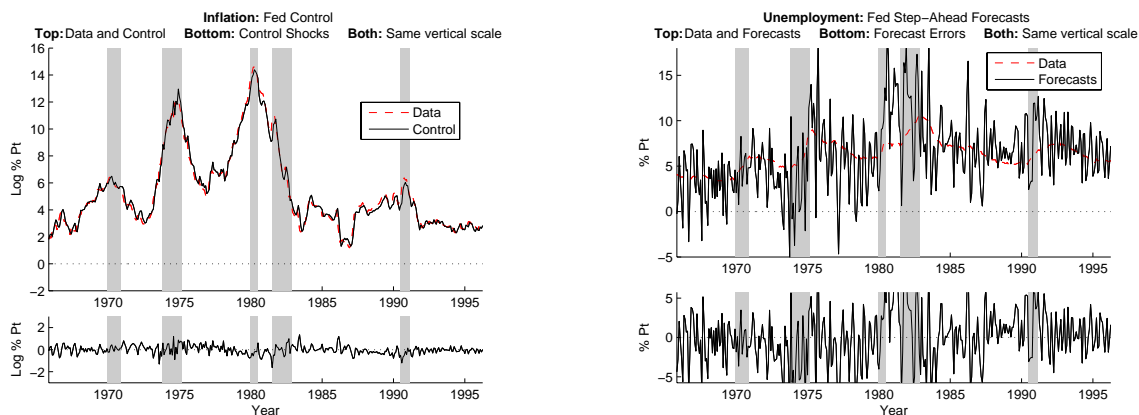 Inflation: Fed Control
Top: Data and Control Bottom: Control Shocks Both: Same vertical scale
16
14
12
10
8
6
4
2
0
−2
Log % Pt
Data
Control
1970 1975 1980 1985 1990 1995
2
0
−2
Log % Pt
1970 1975 1980 1985 1990 1995
Year
Unemployment: Fed Step−Ahead Forecasts
Top: Data and Forecasts Bottom: Forecast Errors Both: Same vertical scale
15
10
5
0
−5
% Pt
Data
Forecasts
1970 1975 1980 1985 1990 1995
5
0
−5
% Pt
1970 1975 1980 1985 1990 1995
Year